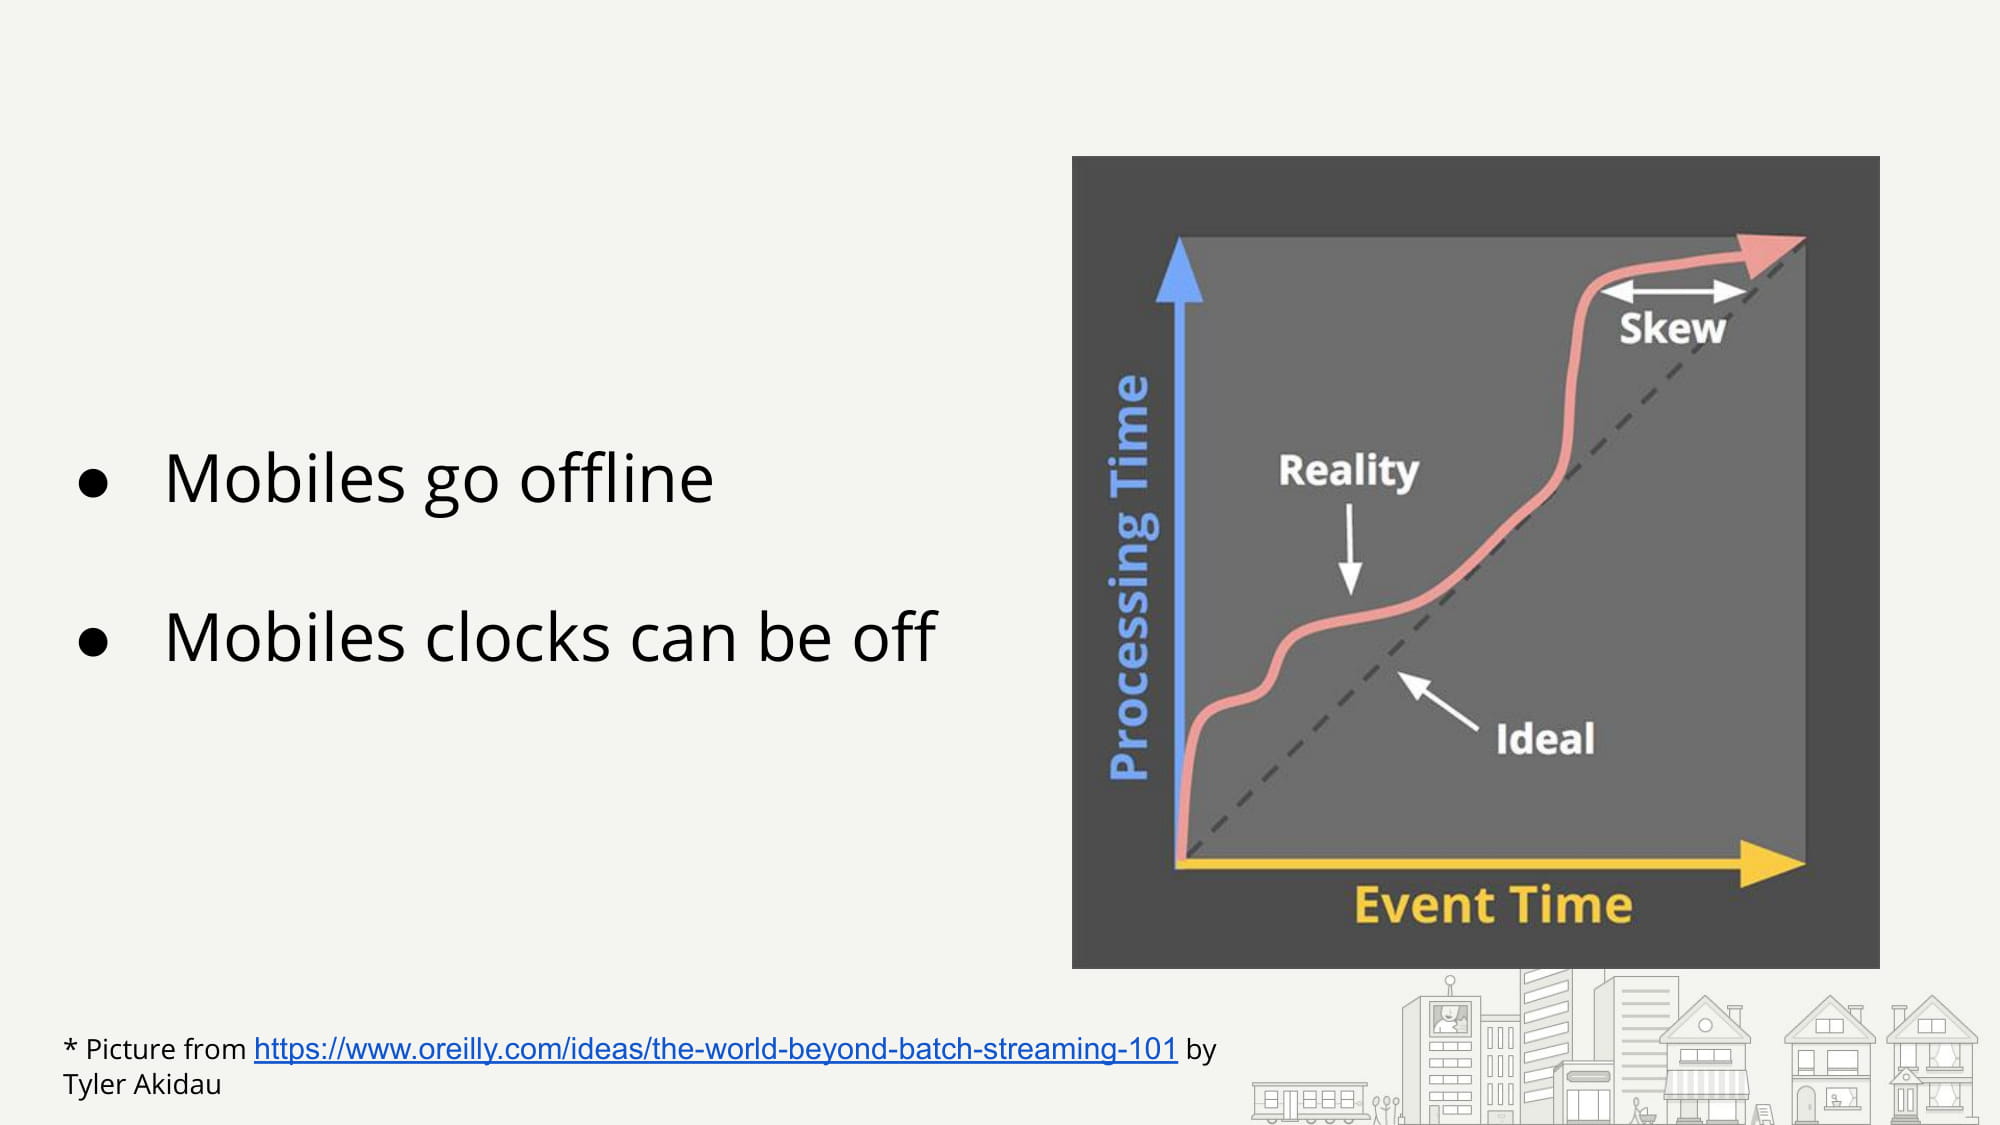 ● Mobiles go offline
● Mobiles clocks can be off
Processing Time
Reality
Skew
Ideal
Event Time
* Picture from https://www.oreilly.com/ideas/the-world-beyond-batch-streaming-101 by
Tyler Akidau